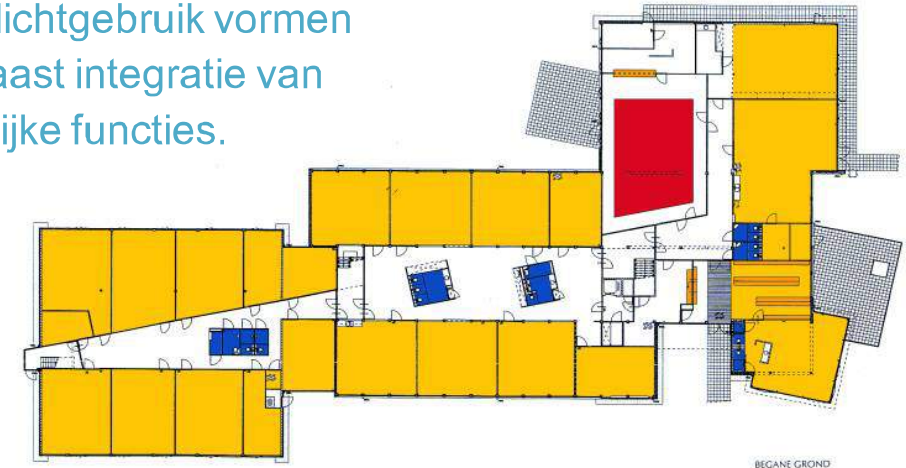 lichtgebruik vormen
aast integratie van
ijke functies.
BEGANE GROND